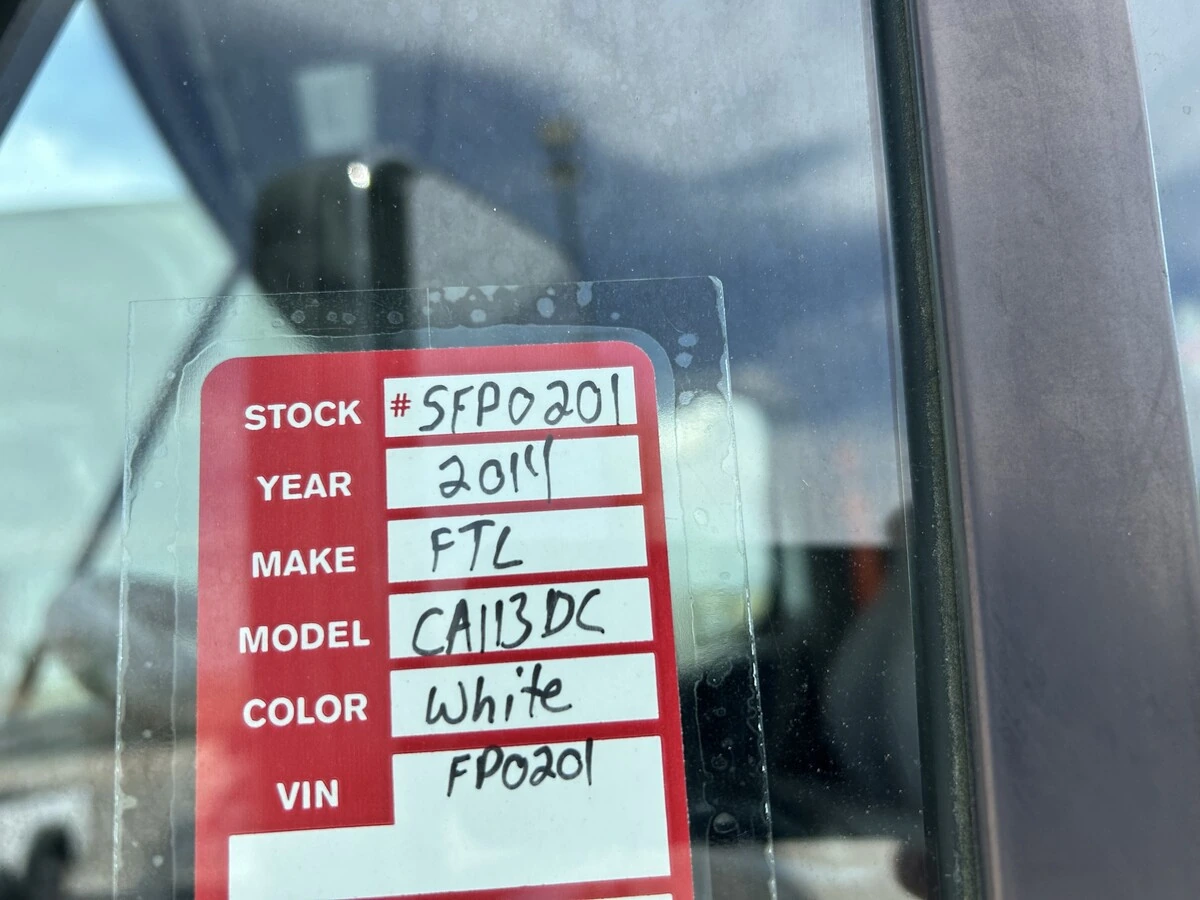 STOCK #SFP0201
YEAR 2014
MAKE FTL
MODEL CA113DC
COLOR White
VIN FP0201